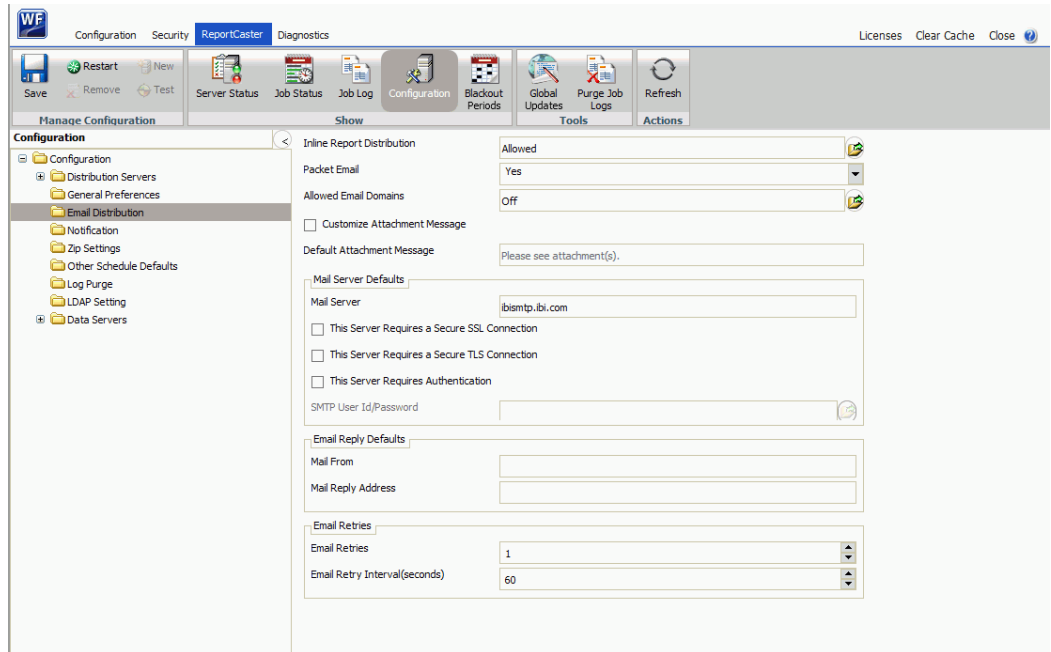 WF
Configuration Security ReportCaster Diagnostics Licenses Clear Cache Close ?
Restart New
Save Remove Test Server Status Job Status Job Log Configuration Blackout Periods Global Updates Purge Job Logs Refresh
Manage Configuration Show Tools Actions
Configuration <
Configuration
Distribution Servers
General Preferences
Email Distribution
Notification
Zip Settings
Other Schedule Defaults
Log Purge
LDAP Setting
Data Servers
Inline Report Distribution Allowed
Packet Email Yes
Allowed Email Domains Off
Customize Attachment Message
Default Attachment Message Please see attachment(s).
Mail Server Defaults
Mail Server ibismtp.ibi.com
This Server Requires a Secure SSL Connection
This Server Requires a Secure TLS Connection
This Server Requires Authentication
SMTP User Id/Password
Email Reply Defaults
Mail From
Mail Reply Address
Email Retries
Email Retries 1
Email Retry Interval(seconds) 60